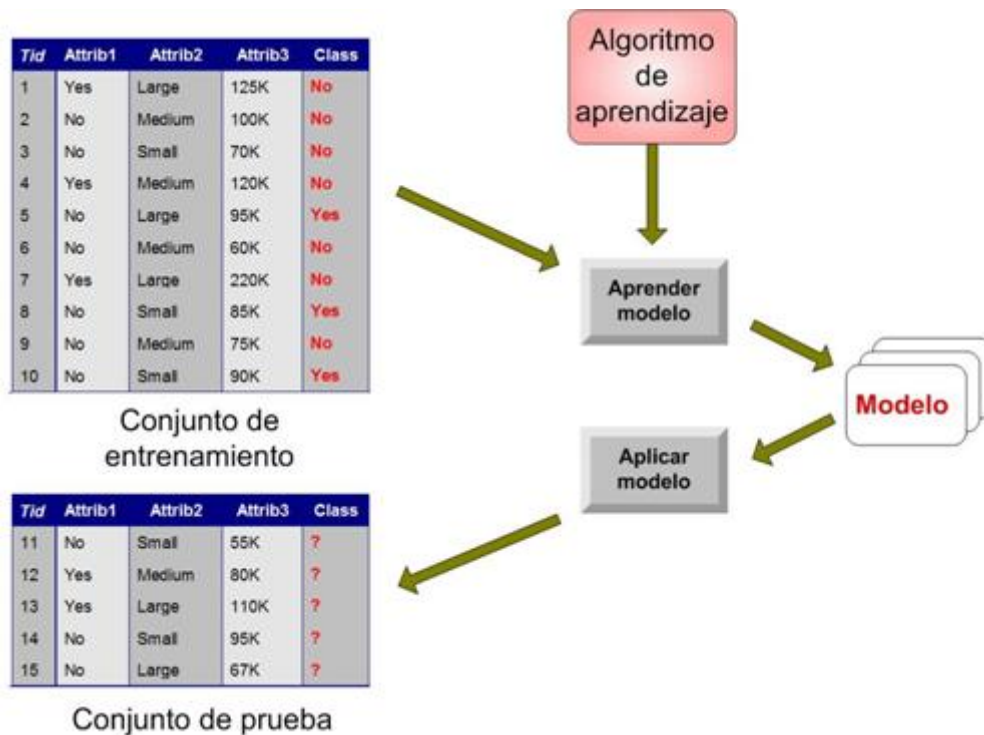 Tid Attrib1 Attrib2 Attrib3 Class
1 Yes Large 125K No
2 No Medium 100K No
3 No Small 70K No
4 Yes Medium 120K No
5 No Large 95K Yes
6 No Medium 60K No
7 Yes Large 220K No
8 No Small 85K Yes
9 No Medium 75K No
10 No Small 90K Yes
Conjunto de
entrenamiento
Algoritmo
de
aprendizaje
Aprender
modelo
Modelo
Aplicar
modelo
Tid Attrib1 Attrib2 Attrib3 Class
11 No Small 55K ?
12 Yes Medium 80K ?
13 Yes Large 110K ?
14 No Small 95K ?
15 No Large 67K ?
Conjunto de prueba